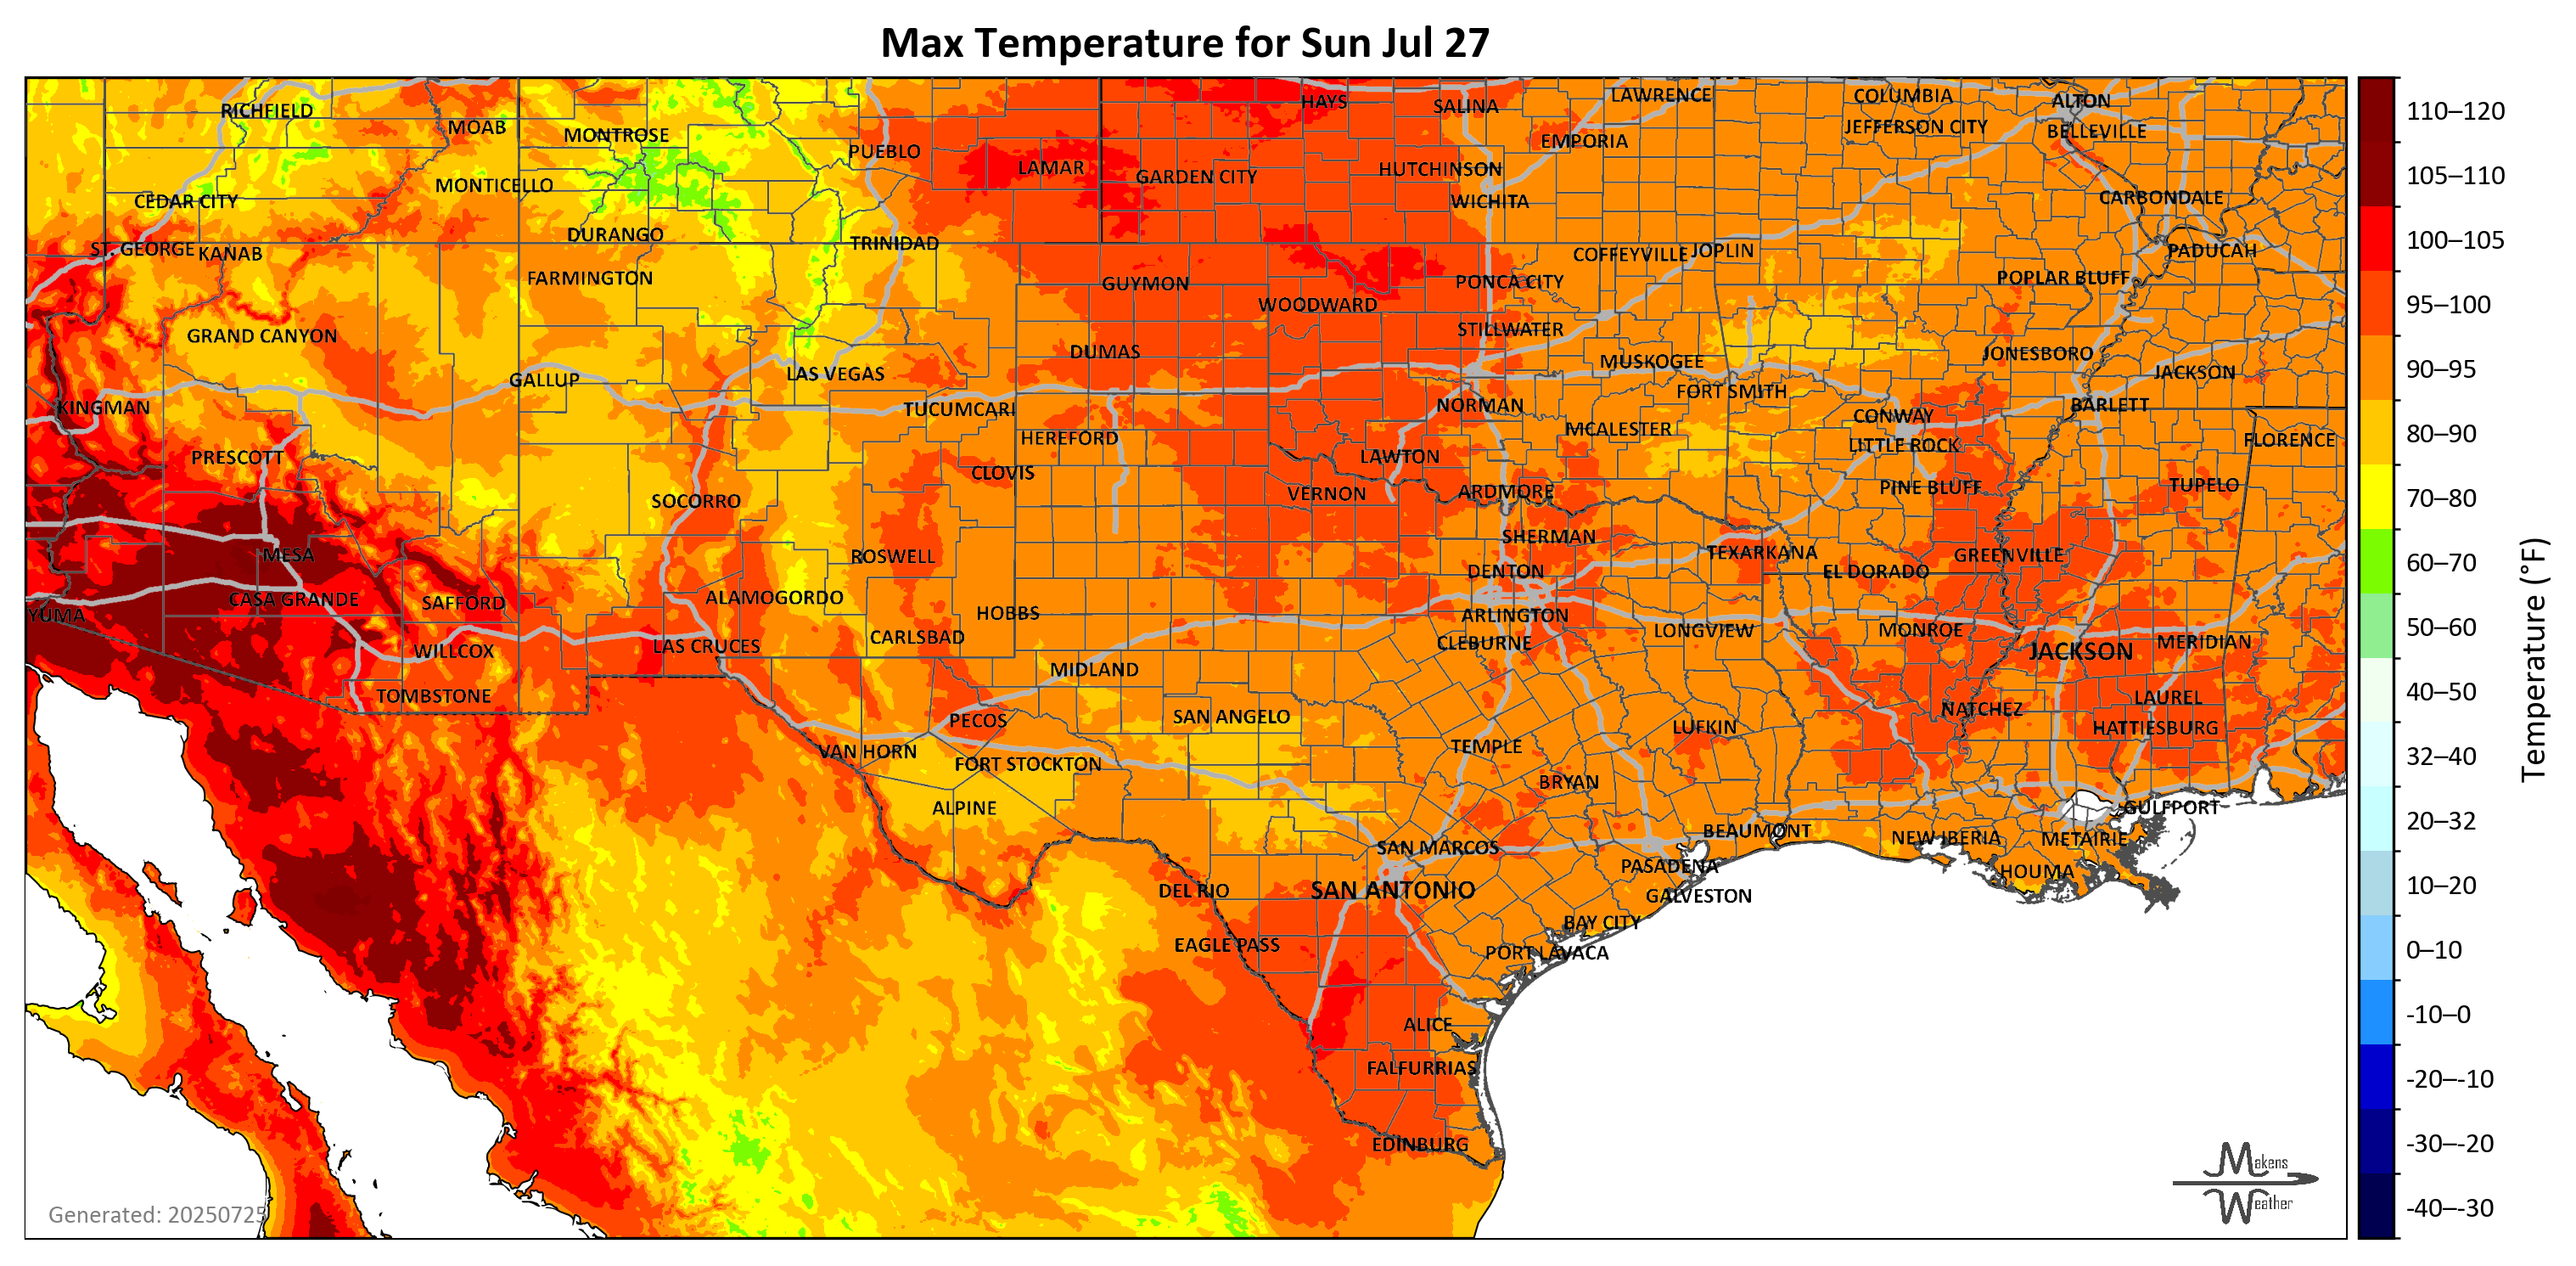 Max Temperature for Sun Jul 27
RICHFIELD
MOAB
MONTROSE
PUEBLO
LAMAR
HAYS
SALINA
LAWRENCE
COLUMBIA
ALTON
EMPORIA
JEFFERSON CITY
BELLEVILLE
GARDEN CITY
HUTCHINSON
WICHITA
CEDAR CITY
MONTICELLO
CARBONDALE
ST. GEORGE
KANAB
DURANGO
TRINIDAD
COFFEYVILLE
JOPLIN
PADUCAH
FARMINGTON
GUYMON
WOODWARD
PONCA CITY
POPLAR BLUFF
GRAND CANYON
STILLWATER
DUMAS
MUSKOGEE
JONESBORO
JACKSON
GALLUP
LAS VEGAS
FORT SMITH
KINGMAN
TUCUMCARI
NORMAN
CONWAY
BARLETT
HEREFORD
MCALESTER
LITTLE ROCK
FLORENCE
PRESCOTT
CLOVIS
LAWTON
SOCORRO
VERNON
ARDMORE
PINE BLUFF
TUPELO
MESA
ROSWELL
SHERMAN
TEXARKANA
GREENVILLE
DENTON
EL DORADO
YUMA
CASA GRANDE
SAFFORD
ALAMOGORDO
HOBBS
ARLINGTON
WILLCOX
LAS CRUCES
CARLSBAD
CLEBURNE
LONGVIEW
MONROE
JACKSON
MERIDIAN
TOMBSTONE
MIDLAND
LAUREL
PECOS
SAN ANGELO
NATCHEZ
VAN HORN
FORT STOCKTON
TEMPLE
LUFKIN
HATTIESBURG
ALPINE
BRYAN
GULFPORT
SAN MARCOS
BEAUMONT
NEW IBERIA
METAIRIE
DEL RIO
SAN ANTONIO
PASADENA
GALVESTON
HOUMA
EAGLE PASS
BAY CITY
PORT LAVACA
ALICE
FALFURRIAS
EDINBURG
Generated: 20250725
Makens
Weather
110–120
105–110
100–105
95–100
90–95
80–90
70–80
60–70
50–60
40–50
32–40
20–32
10–20
0–10
-10–0
-20–-10
-30–-20
-40–-30
Temperature (°F)